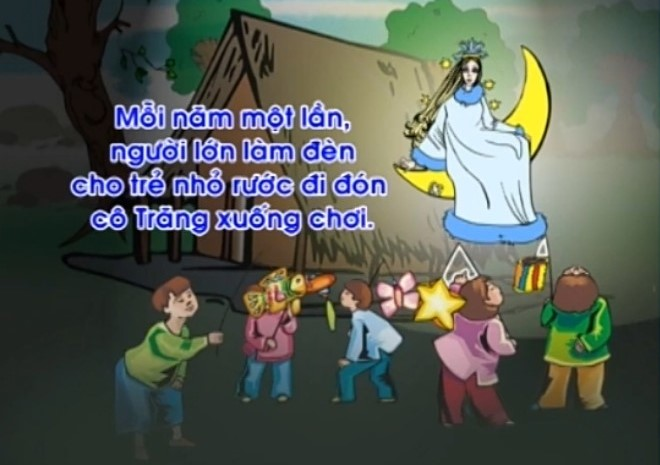 Mỗi năm một lần,
người lớn làm đèn
cho trẻ nhỏ rước đi đón
cô Trăng xuống chơi.